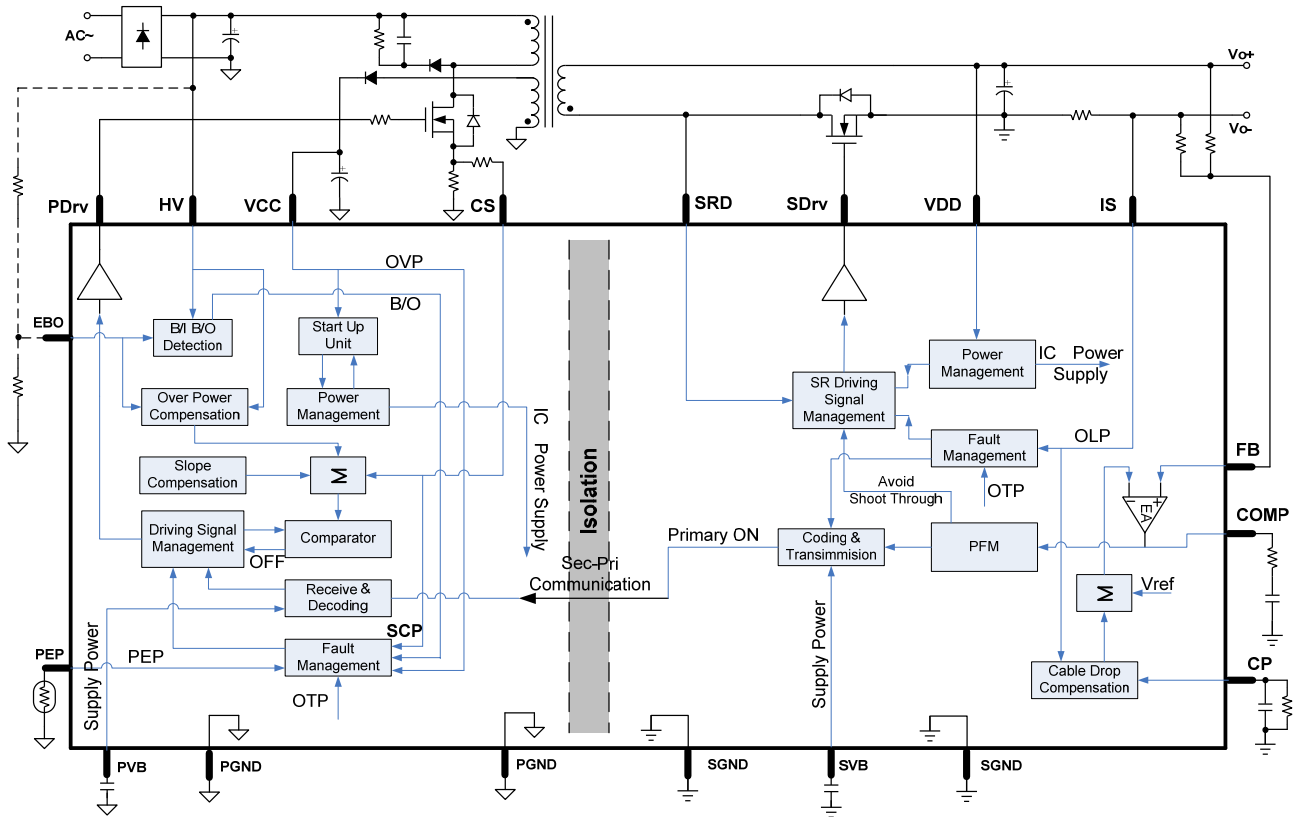 AC~
Vo+
Vo-
PDrv
HV
VCC
CS
SRD
SDrv
VDD
IS
OVP
B/O
EBO
B/I B/O
Detection
Start Up
Unit
Power
Management
IC Power
Supply
SR Driving
Signal
Management
Over Power
Compensation
Power
Management
IC Power Supply
Fault
Management
OLP
FB
Slope
Compensation
M
Isolation
Avoid
Shoot Through
OTP
EA
COMP
Driving Signal
Management
Comparator
OFF
Primary ON
Coding &
Transimmision
PFM
Sec-Pri
Communication
Receive &
Decoding
M
Vref
SCP
PEP
PEP
Fault
Management
Supply Power
Supply Power
Cable Drop
Compensation
CP
OTP
PVB
PGND
PGND
SGND
SVB
SGND